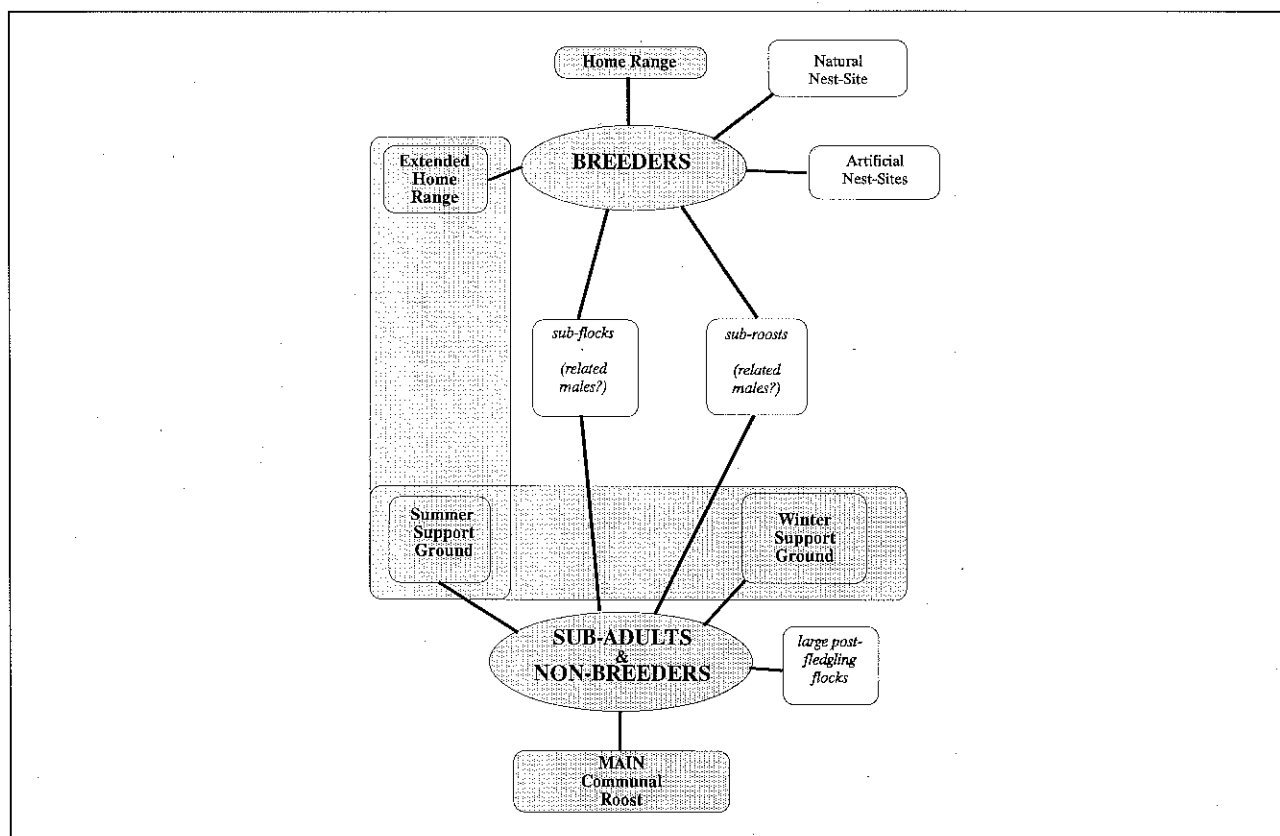 Home Range
Natural
Nest-Site
BREEDERS
Extended
Home
Range
Artificial
Nest-Sites
sub-flocks
(related
males?)
sub-roosts
(related
males?)
Summer
Support
Ground
Winter
Support
Ground
SUB-ADULTS
&
NON-BREEDERS
large post-
fledgling
flocks
MAIN
Communal
Roost